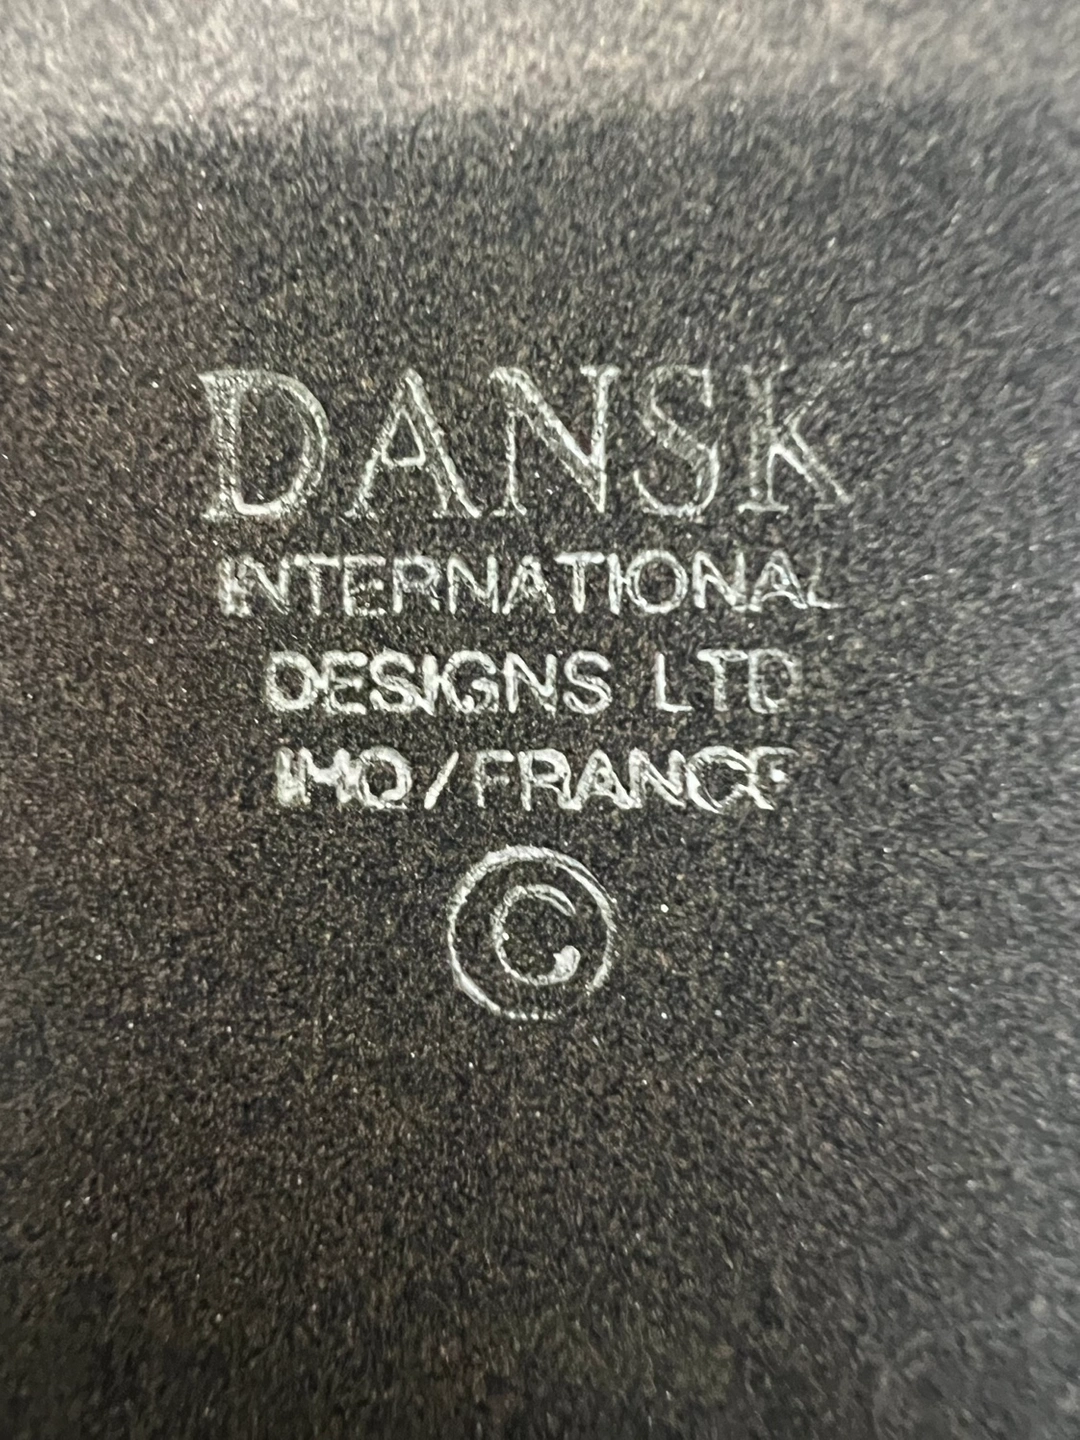 DANSK
INTERNATIONAL
DESIGNS LTD
IHQ/FRANCE
©